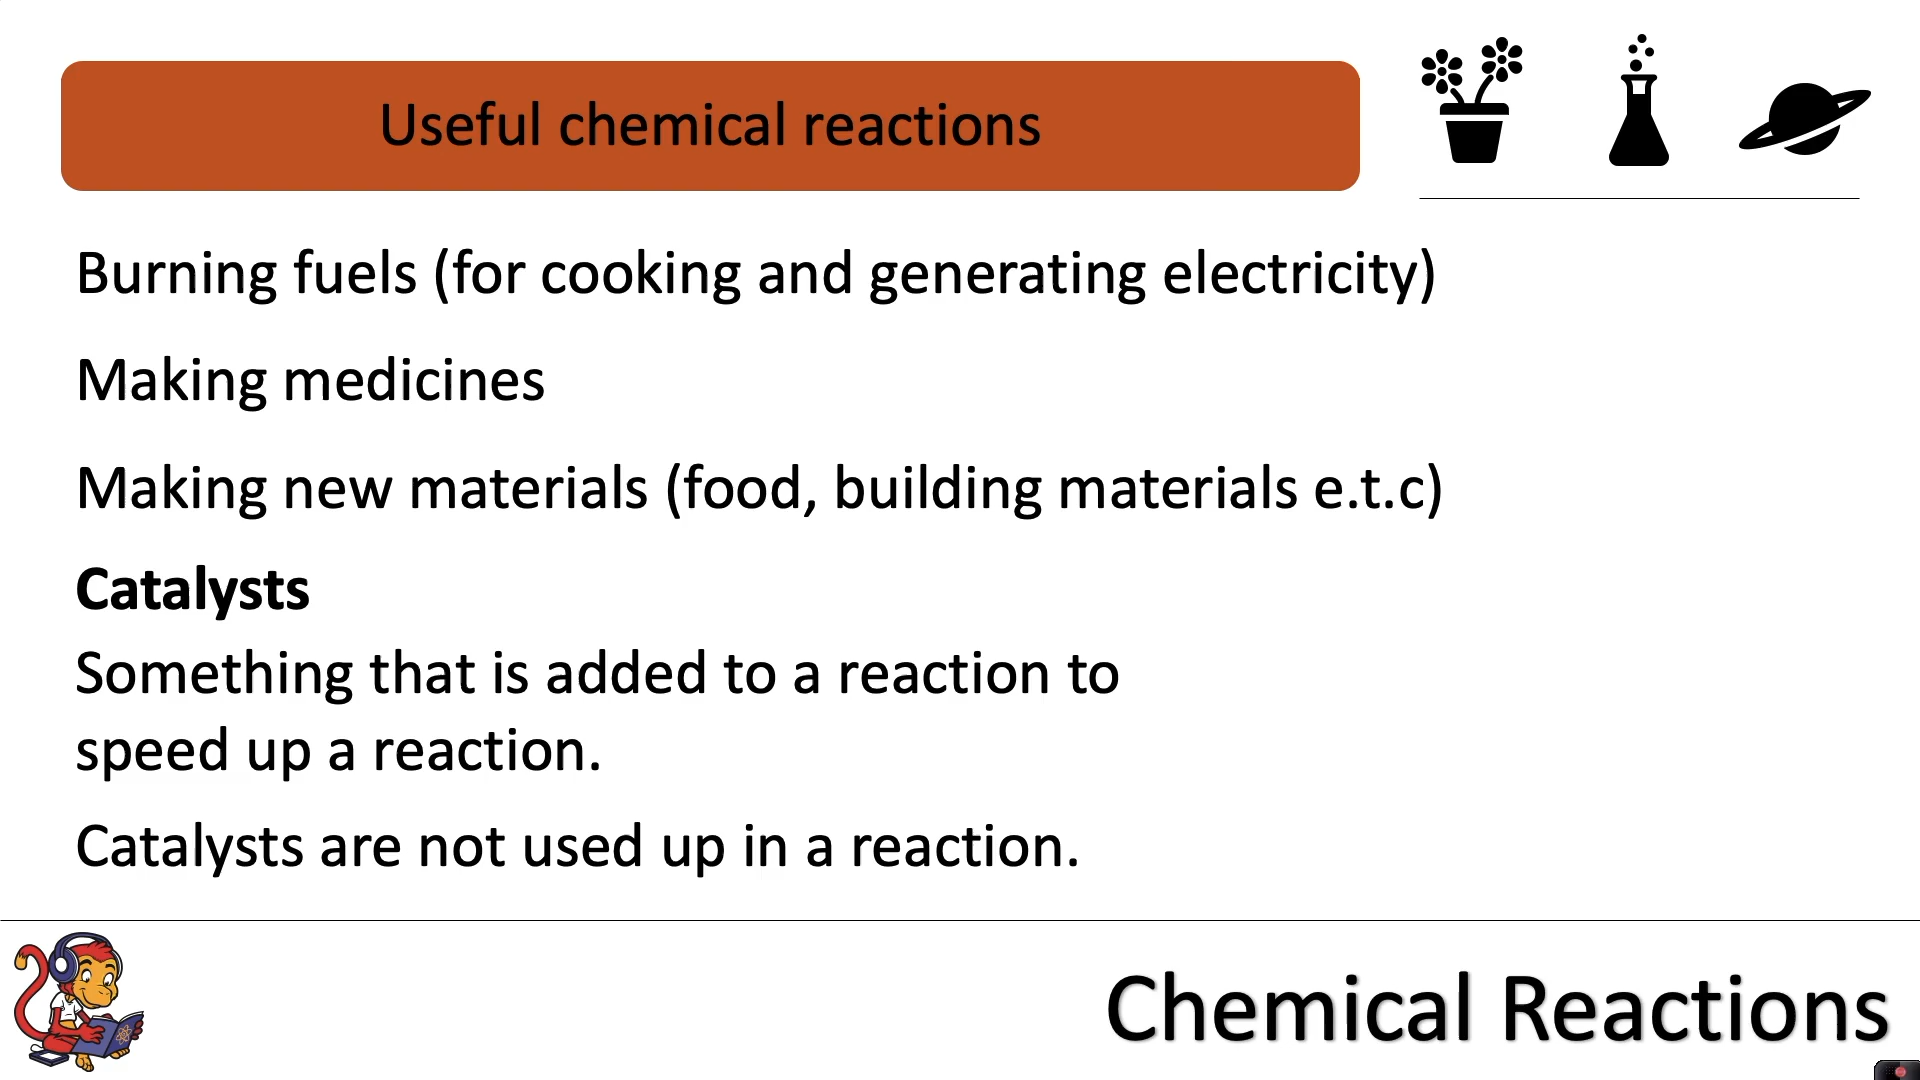 Useful chemical reactions
Burning fuels (for cooking and generating electricity)
Making medicines
Making new materials (food, building materials e.t.c)
Catalysts
Something that is added to a reaction to
speed up a reaction.
Catalysts are not used up in a reaction.
Chemical Reactions